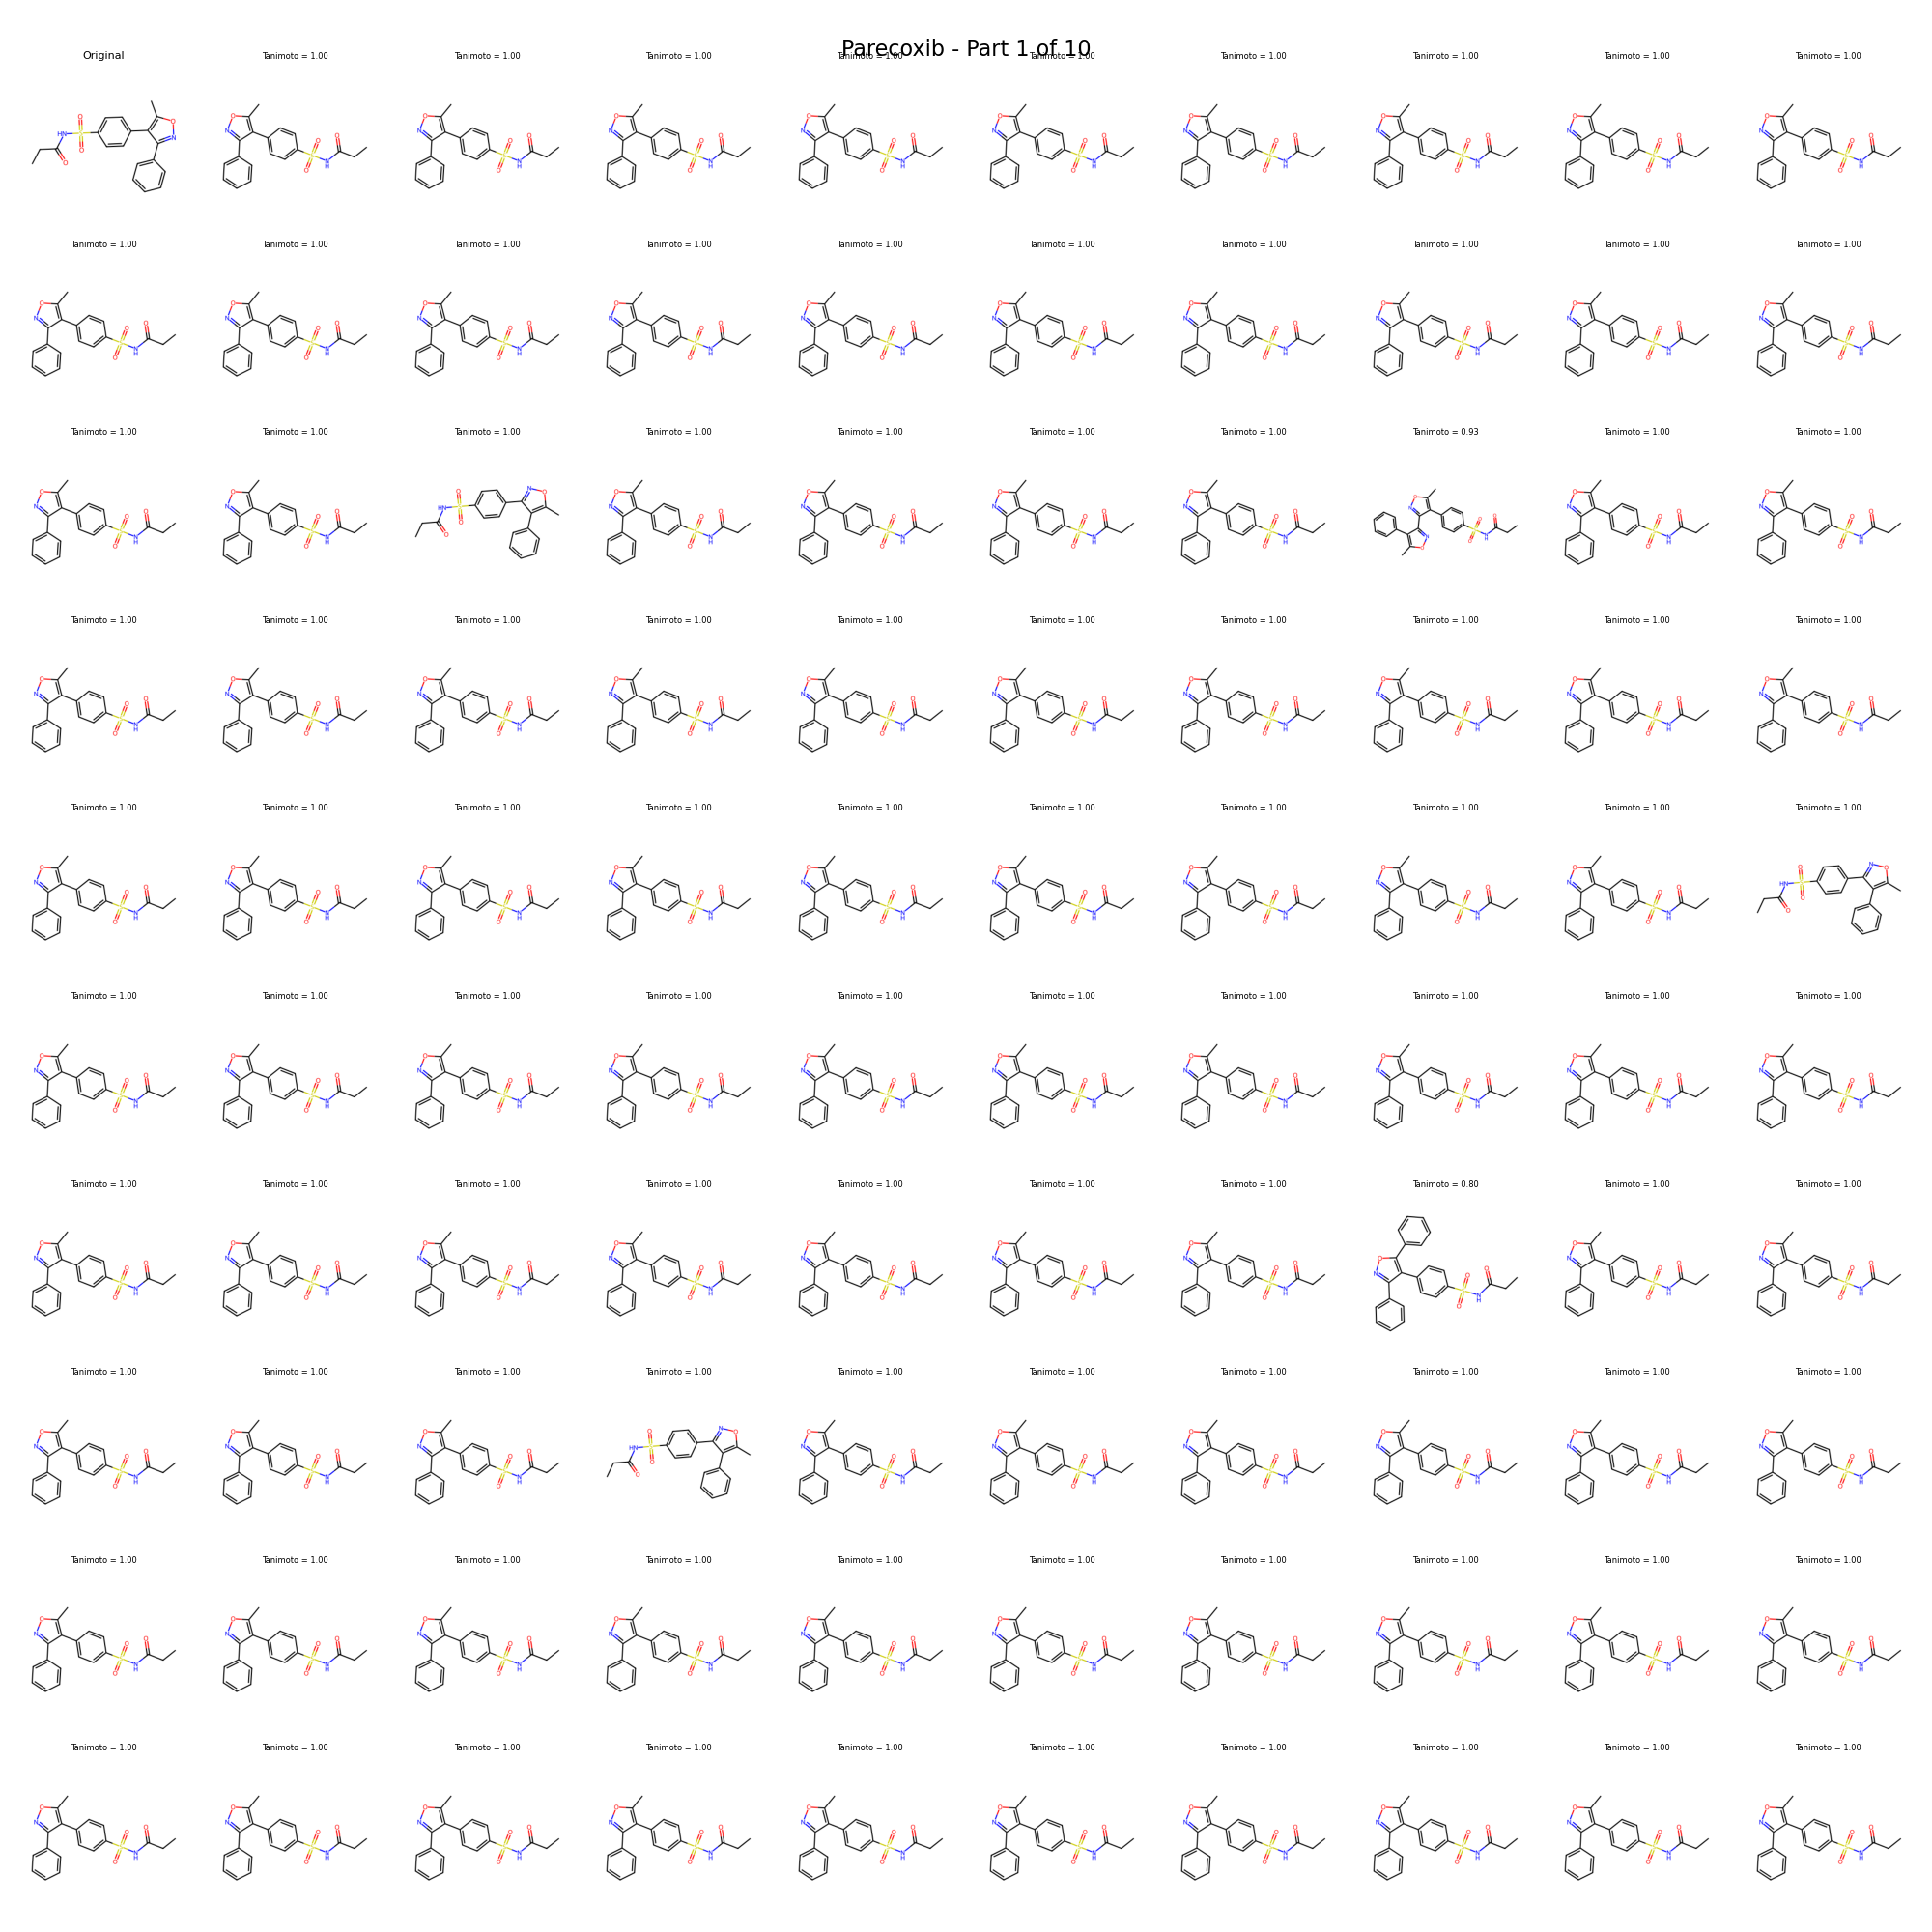 Parecoxib - Part 1 of 10
Original Tanimoto = 1.00 Tanimoto = 1.00 Tanimoto = 1.00 Tanimoto = 1.00 Tanimoto = 1.00 Tanimoto = 1.00 Tanimoto = 1.00 Tanimoto = 1.00 Tanimoto = 1.00
Tanimoto = 1.00 Tanimoto = 1.00 Tanimoto = 1.00 Tanimoto = 1.00 Tanimoto = 1.00 Tanimoto = 1.00 Tanimoto = 1.00 Tanimoto = 1.00 Tanimoto = 1.00 Tanimoto = 1.00
Tanimoto = 1.00 Tanimoto = 1.00 Tanimoto = 1.00 Tanimoto = 1.00 Tanimoto = 1.00 Tanimoto = 1.00 Tanimoto = 1.00 Tanimoto = 0.93 Tanimoto = 1.00 Tanimoto = 1.00
Tanimoto = 1.00 Tanimoto = 1.00 Tanimoto = 1.00 Tanimoto = 1.00 Tanimoto = 1.00 Tanimoto = 1.00 Tanimoto = 1.00 Tanimoto = 1.00 Tanimoto = 1.00 Tanimoto = 1.00
Tanimoto = 1.00 Tanimoto = 1.00 Tanimoto = 1.00 Tanimoto = 1.00 Tanimoto = 1.00 Tanimoto = 1.00 Tanimoto = 1.00 Tanimoto = 1.00 Tanimoto = 1.00 Tanimoto = 1.00
Tanimoto = 1.00 Tanimoto = 1.00 Tanimoto = 1.00 Tanimoto = 1.00 Tanimoto = 1.00 Tanimoto = 1.00 Tanimoto = 1.00 Tanimoto = 1.00 Tanimoto = 1.00 Tanimoto = 1.00
Tanimoto = 1.00 Tanimoto = 1.00 Tanimoto = 1.00 Tanimoto = 1.00 Tanimoto = 1.00 Tanimoto = 1.00 Tanimoto = 1.00 Tanimoto = 0.80 Tanimoto = 1.00 Tanimoto = 1.00
Tanimoto = 1.00 Tanimoto = 1.00 Tanimoto = 1.00 Tanimoto = 1.00 Tanimoto = 1.00 Tanimoto = 1.00 Tanimoto = 1.00 Tanimoto = 1.00 Tanimoto = 1.00 Tanimoto = 1.00
Tanimoto = 1.00 Tanimoto = 1.00 Tanimoto = 1.00 Tanimoto = 1.00 Tanimoto = 1.00 Tanimoto = 1.00 Tanimoto = 1.00 Tanimoto = 1.00 Tanimoto = 1.00 Tanimoto = 1.00
Tanimoto = 1.00 Tanimoto = 1.00 Tanimoto = 1.00 Tanimoto = 1.00 Tanimoto = 1.00 Tanimoto = 1.00 Tanimoto = 1.00 Tanimoto = 1.00 Tanimoto = 1.00 Tanimoto = 1.00